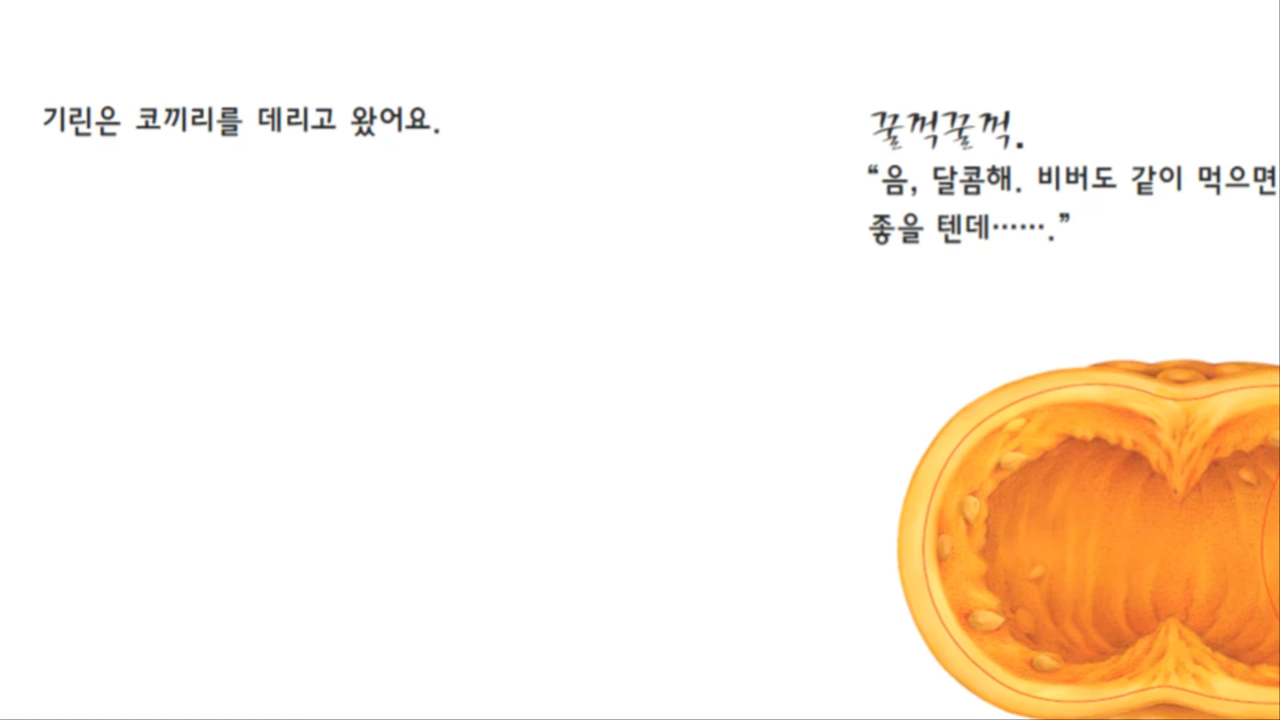 기린은 코끼리를 데리고 왔어요.
꿀꺽꿀꺽.
“음, 달콤해. 비버도 같이 먹으면
좋을 텐데…….”